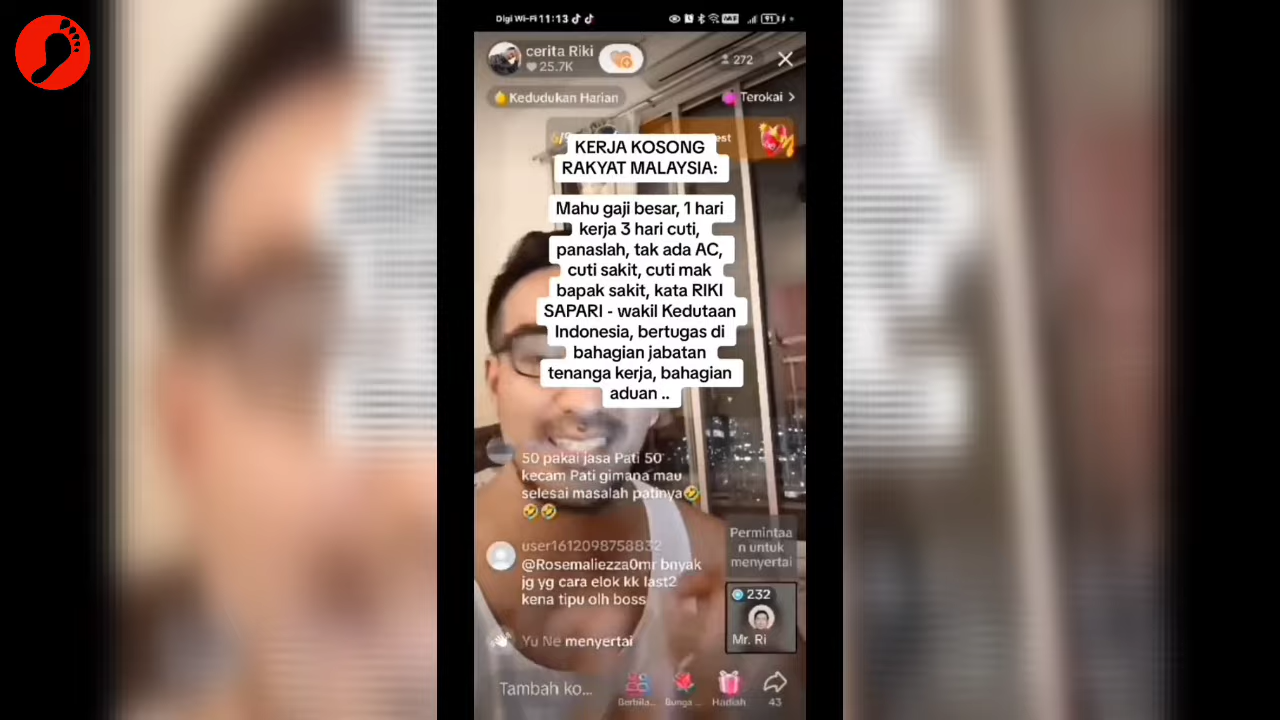 Digi Wi-Fi 11:13
91
cerita Riki
25.7K
272
Kedudukan Harian
Terokai >
est
KERJA KOSONG
RAKYAT MALAYSIA:
Mahu gaji besar, 1 hari
kerja 3 hari cuti,
panaslah, tak ada AC,
cuti sakit, cuti mak
bapak sakit, kata RIKI
SAPARI - wakil Kedutaan
Indonesia, bertugas di
bahagian jabatan
tenanga kerja, bahagian
aduan ..
50 pakai jasa Pati 50
kecam Pati gimana mau
selesai masalah patinya🤣
🤣🤣
user1612098758832
@Rosemaliezza0mr bnyak
jg yg cara elok kk last2
kena tipu olh boss
Yu Ne menyertai
Permintaa
n untuk
menyertai
232
Mr. Ri
Tambah ko...
Bunga ...
Hadiah
43